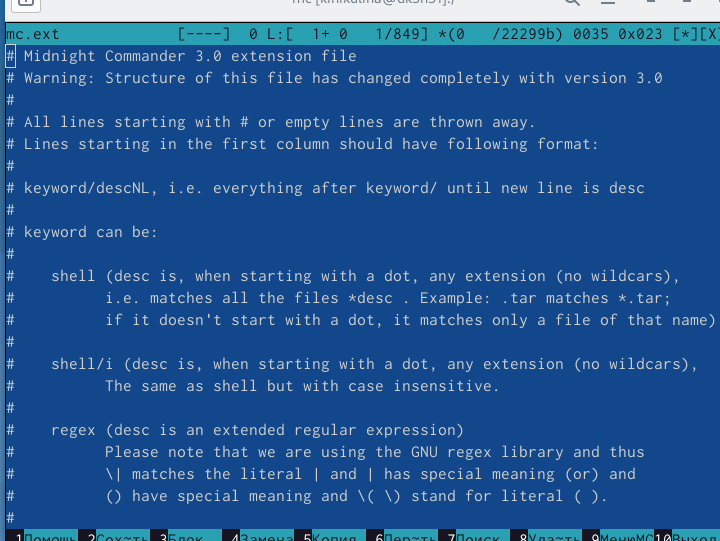 mc.ext [----] 0 L:[ 1+ 0 1/849] *(0 /22299b) 0035 0x023 [*][X]
# Midnight Commander 3.0 extension file
# Warning: Structure of this file has changed completely with version 3.0
#
# All lines starting with # or empty lines are thrown away.
# Lines starting in the first column should have following format:
#
# keyword/descNL, i.e. everything after keyword/ until new line is desc
#
# keyword can be:
#
# shell (desc is, when starting with a dot, any extension (no wildcars),
# i.e. matches all the files *desc . Example: .tar matches *.tar;
# if it doesn't start with a dot, it matches only a file of that name)
#
# shell/i (desc is, when starting with a dot, any extension (no wildcars),
# The same as shell but with case insensitive.
#
# regex (desc is an extended regular expression)
# Please note that we are using the GNU regex library and thus
# \| matches the literal | and | has special meaning (or) and
# () have special meaning and \( \) stand for literal ( ).
#
1Помощь 2Сох~ть 3Блок 4Замена 5Копия 6Пер~ть 7Поиск 8Уда~ть 9МенюMC 10Выход